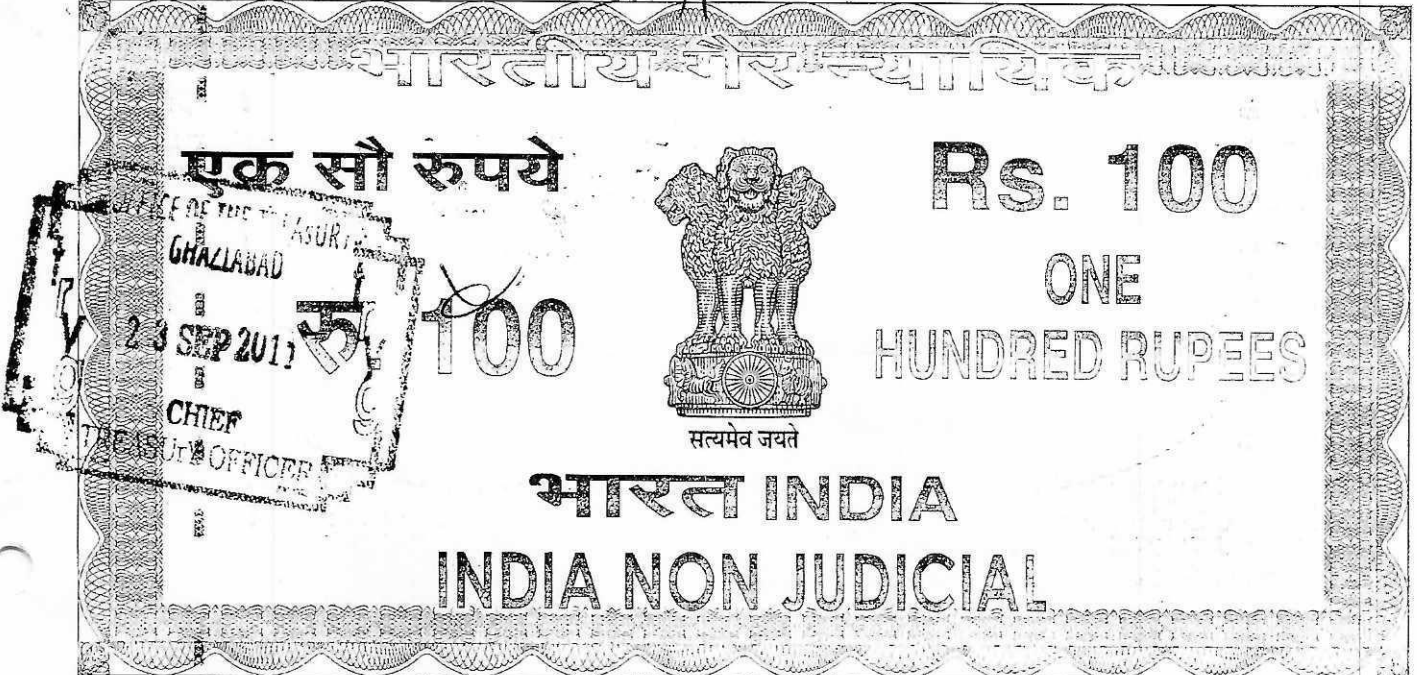 भारतीय गैर न्यायिक
एक सौ रुपये
Rs. 100
OFFICE OF THE TREASURY
GHAZIABAD
ONE
रु. 100
HUNDRED RUPEES
23 SEP 2011
CHIEF
TREASURY OFFICER
सत्यमेव जयते
भारत INDIA
INDIA NON JUDICIAL